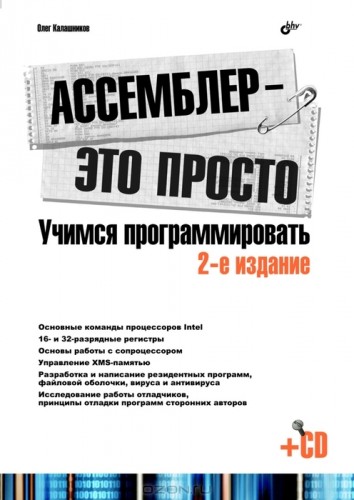 Олег Калашников
bhv
АССЕМБЛЕР –
ЭТО ПРОСТО
Учимся программировать
2-е издание
Основные команды процессоров Intel
16- и 32-разрядные регистры
Основы работы с сопроцессором
Управление XMS-памятью
Разработка и написание резидентных программ,
файловой оболочки, вируса и антивируса
Исследование работы отладчиков,
принципы отладки программ сторонних авторов
+CD